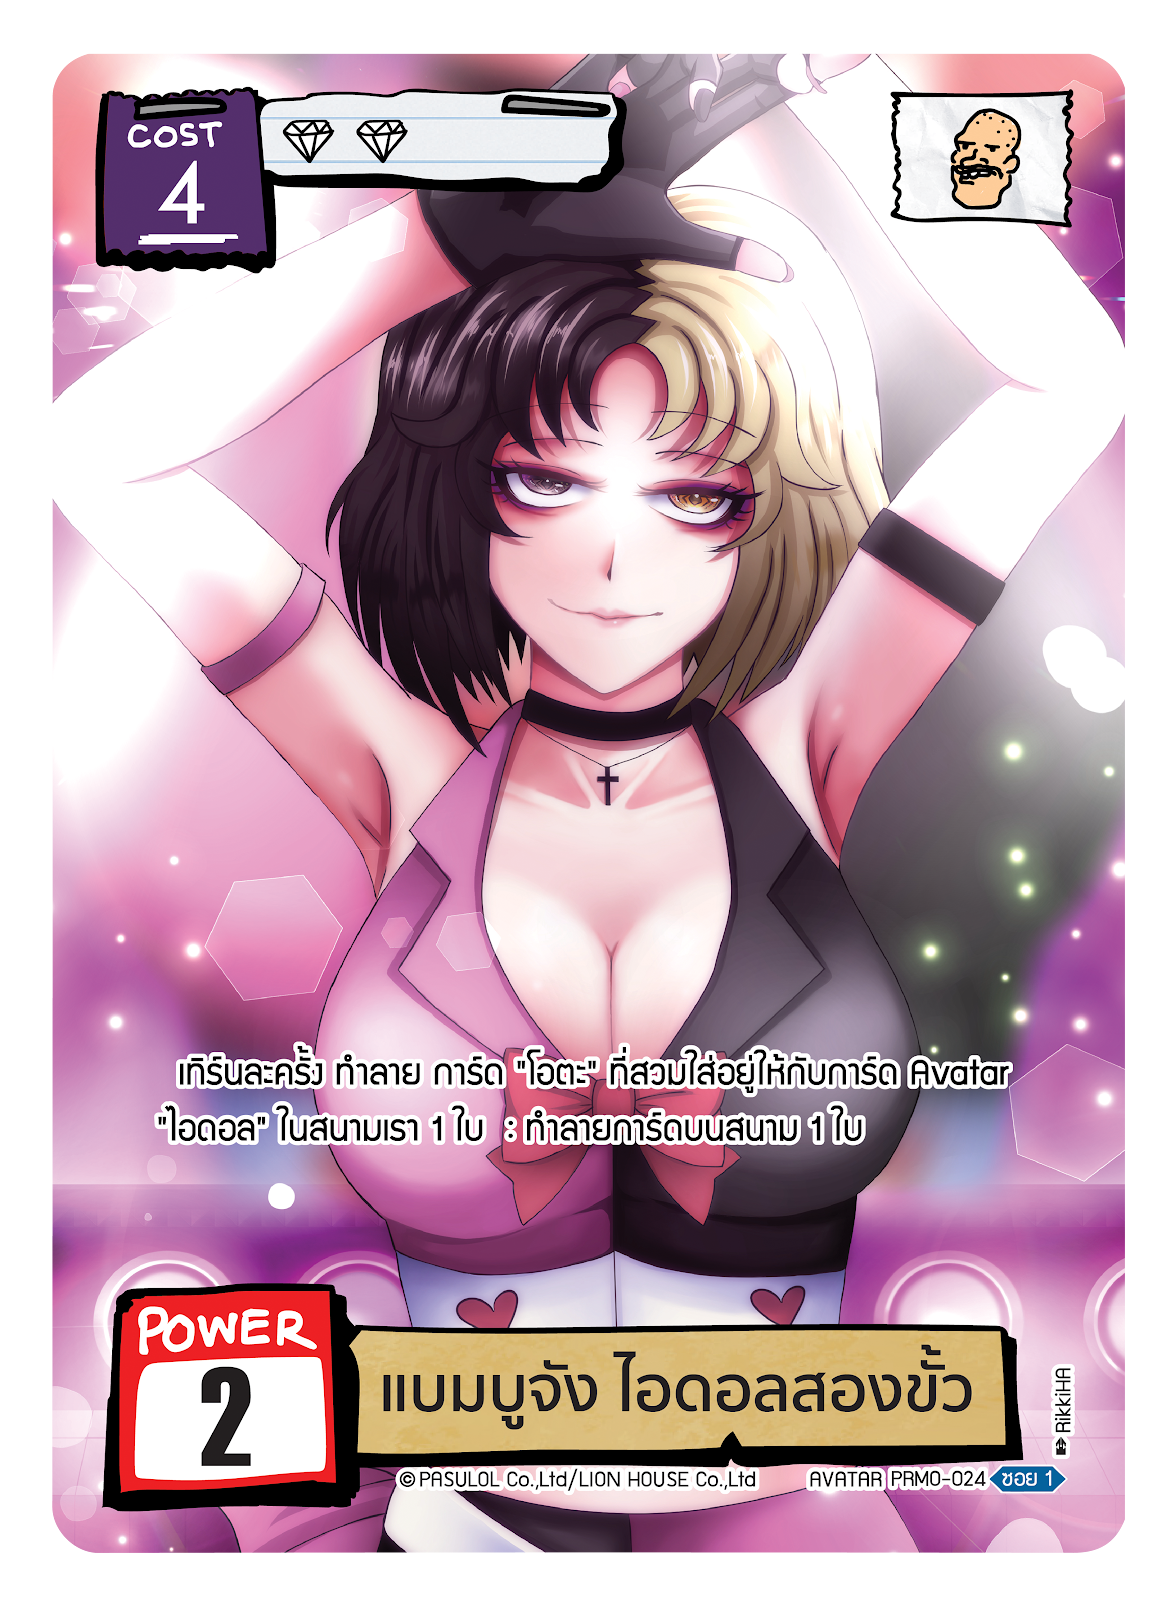 COST
4
เทิร์นละครั้ง ทำลาย การ์ด "โอตะ" ที่สวมใส่อยู่ให้กับการ์ด Avatar
"ไอดอล" ในสนามเรา 1 ใบ : ทำลายการ์ดบนสนาม 1 ใบ
POWER
2
แบมบูจัง ไอดอลสองขั้ว
RikkiHA
© PASULOL Co.,Ltd/LION HOUSE Co.,Ltd
AVATAR PRMO-024 ซอย 1